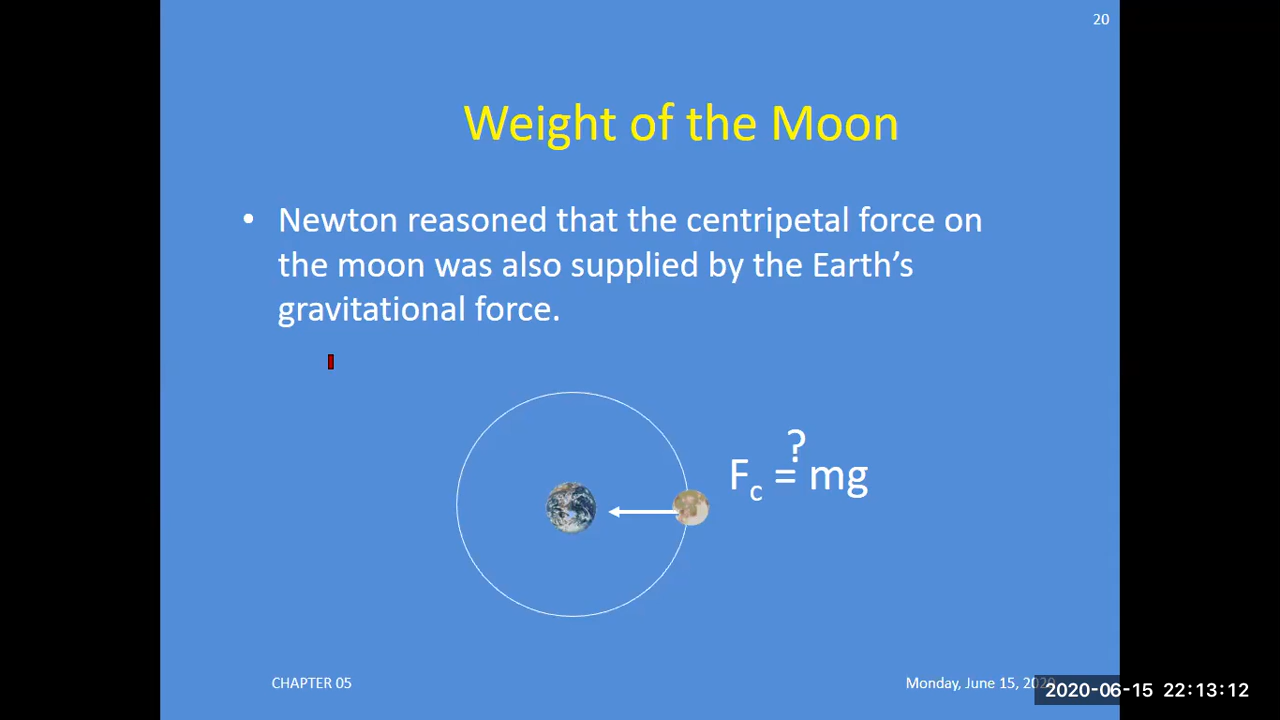 20
Weight of the Moon
• Newton reasoned that the centripetal force on
the moon was also supplied by the Earth’s
gravitational force.
?
Fc = mg
CHAPTER 05
Monday, June 15, 2020
2020-06-15 22:13:12